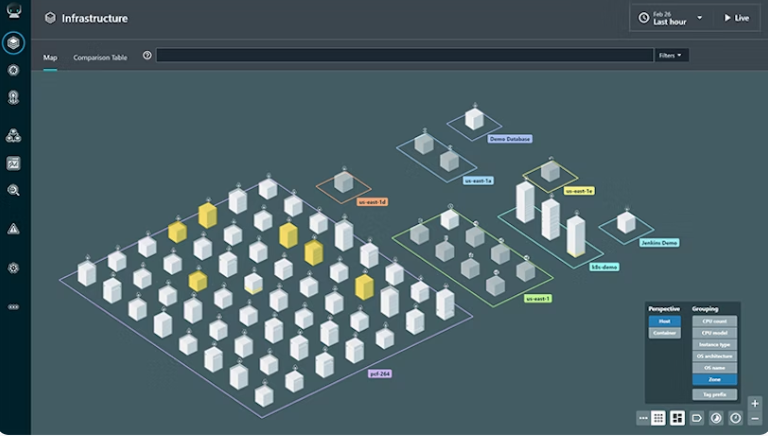 Infrastructure
Feb 26
Last hour
Live
Map
Comparison Table
Filters
Demo Database
us-east-1a
us-east-1d
us-east-1e
Jenkins Demo
k8s-demo
us-east-1
pcf-264
Perspective
Grouping
Host
CPU count
Container
CPU model
Instance type
OS architecture
OS name
Zone
Tag prefix